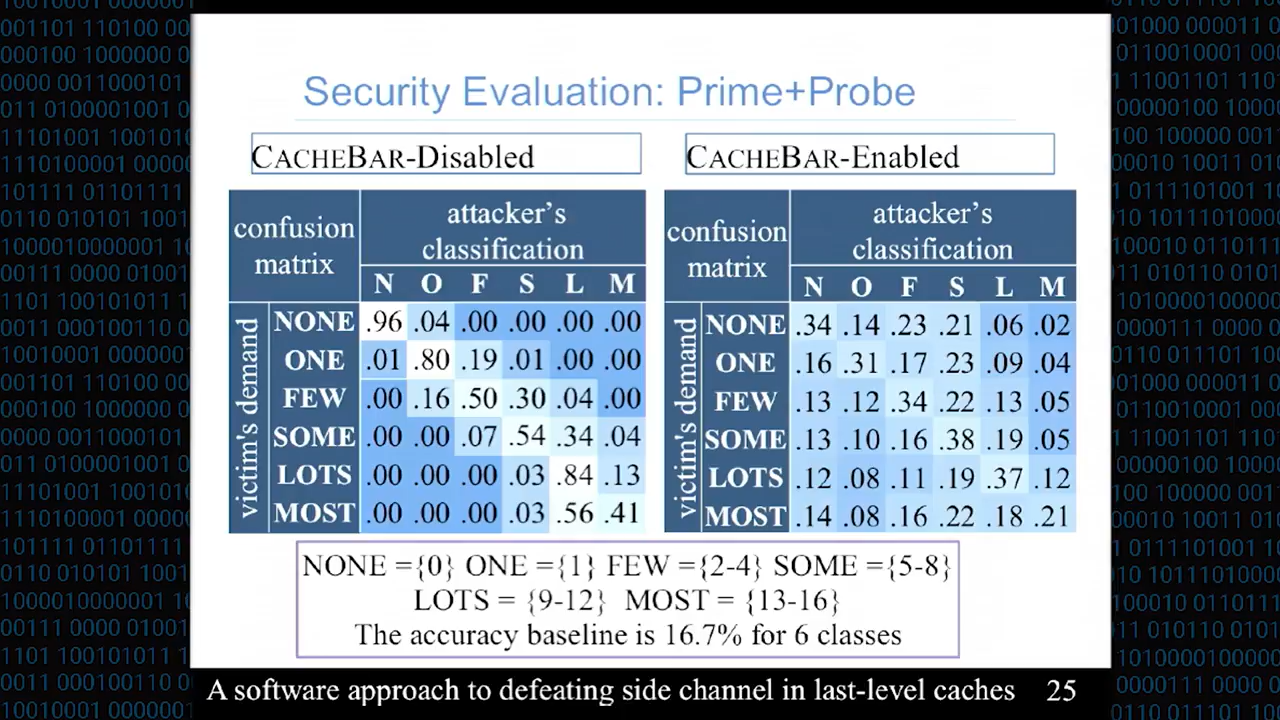 Security Evaluation: Prime+Probe
CACHEBAR-Disabled
confusion matrix
attacker's classification
N O F S L M
victim's demand
NONE .96 .04 .00 .00 .00 .00
ONE .01 .80 .19 .01 .00 .00
FEW .00 .16 .50 .30 .04 .00
SOME .00 .00 .07 .54 .34 .04
LOTS .00 .00 .00 .03 .84 .13
MOST .00 .00 .00 .03 .56 .41
CACHEBAR-Enabled
confusion matrix
attacker's classification
N O F S L M
victim's demand
NONE .34 .14 .23 .21 .06 .02
ONE .16 .31 .17 .23 .09 .04
FEW .13 .12 .34 .22 .13 .05
SOME .13 .10 .16 .38 .19 .05
LOTS .12 .08 .11 .19 .37 .12
MOST .14 .08 .16 .22 .18 .21
NONE ={0} ONE ={1} FEW ={2-4} SOME ={5-8}
LOTS = {9-12} MOST = {13-16}
The accuracy baseline is 16.7% for 6 classes
A software approach to defeating side channel in last-level caches 25